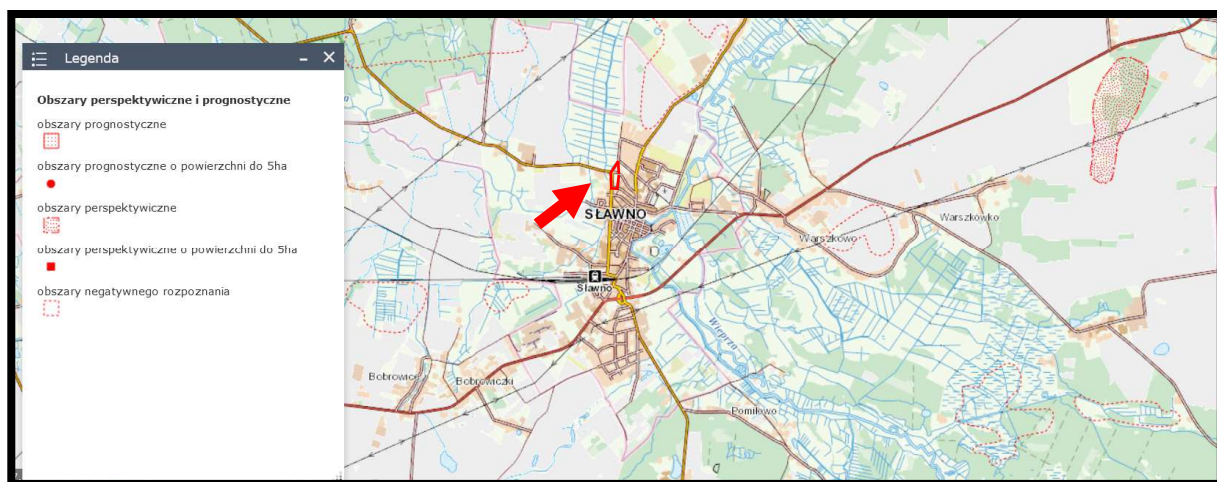 Legenda
Obszary perspektywiczne i prognostyczne
obszary prognostyczne
obszary prognostyczne o powierzchni do 5ha
obszary perspektywiczne
obszary perspektywiczne o powierzchni do 5ha
obszary negatywnego rozpoznania
SŁAWNO
Warszkówko
Warszkowo
Sławno
Wieprza
Bobrowice
Bobrowiczki
Pomiłowo